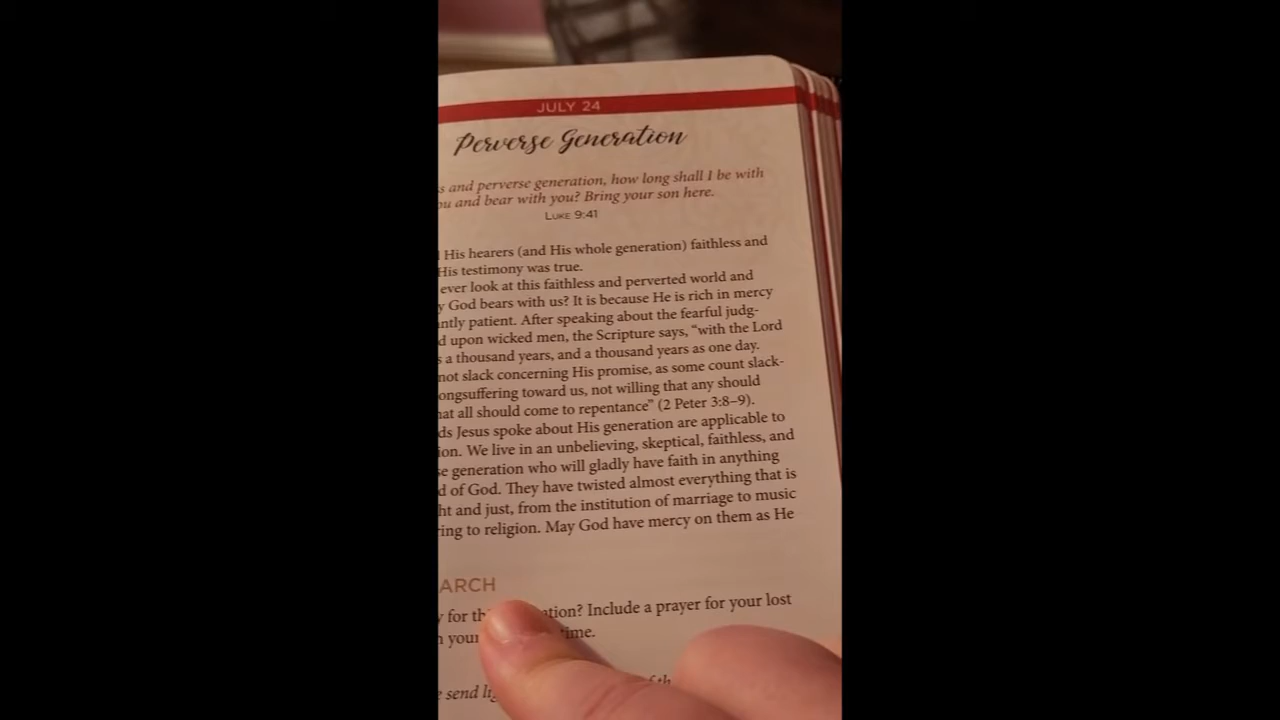 JULY 24
Perverse Generation
s and perverse generation, how long shall I be with
ou and bear with you? Bring your son here.
LUKE 9:41
His hearers (and His whole generation) faithless and
His testimony was true.
ever look at this faithless and perverted world and
y God bears with us? It is because He is rich in mercy
ntly patient. After speaking about the fearful judg-
d upon wicked men, the Scripture says, “with the Lord
s a thousand years, and a thousand years as one day.
not slack concerning His promise, as some count slack-
ongsuffering toward us, not willing that any should
hat all should come to repentance” (2 Peter 3:8–9).
ds Jesus spoke about His generation are applicable to
ion. We live in an unbelieving, skeptical, faithless, and
se generation who will gladly have faith in anything
d of God. They have twisted almost everything that is
ht and just, from the institution of marriage to music
ring to religion. May God have mercy on them as He
ARCH
y for th ation? Include a prayer for your lost
n your time.
e send li